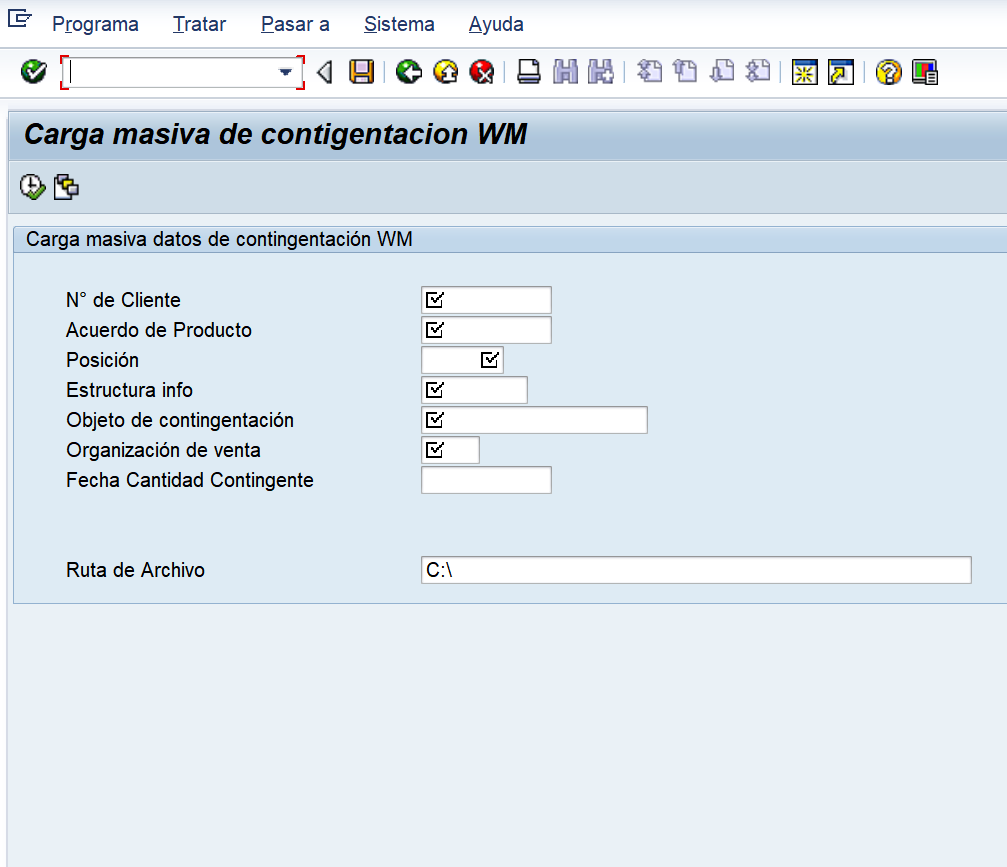 Programa Tratar Pasar a Sistema Ayuda
Carga masiva de contigentacion WM
Carga masiva datos de contingentación WM
N° de Cliente
Acuerdo de Producto
Posición
Estructura info
Objeto de contingentación
Organización de venta
Fecha Cantidad Contingente
Ruta de Archivo C:\